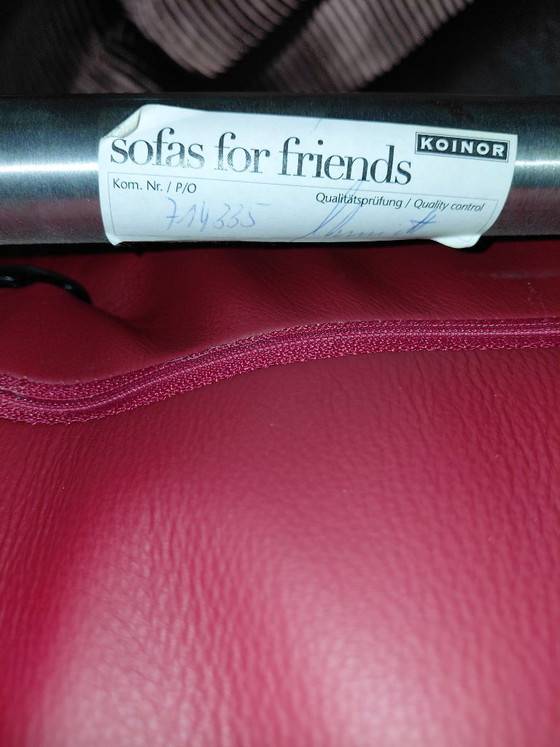 sofas for friends KOINOR
Kom. Nr. / P/O
Qualitätsprüfung / Quality control
714335